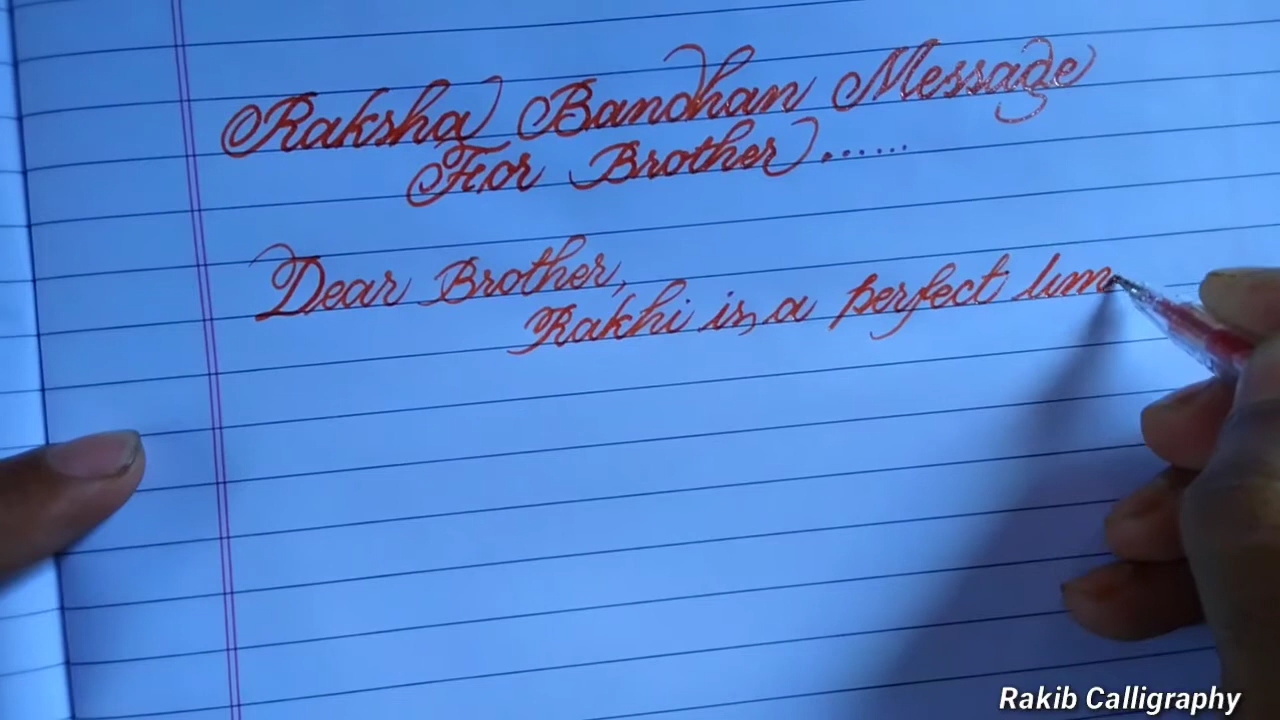 Raksha Bandhan Message
For Brother.......
Dear Brother,
Rakhi is a perfect
Rakib Calligraphy